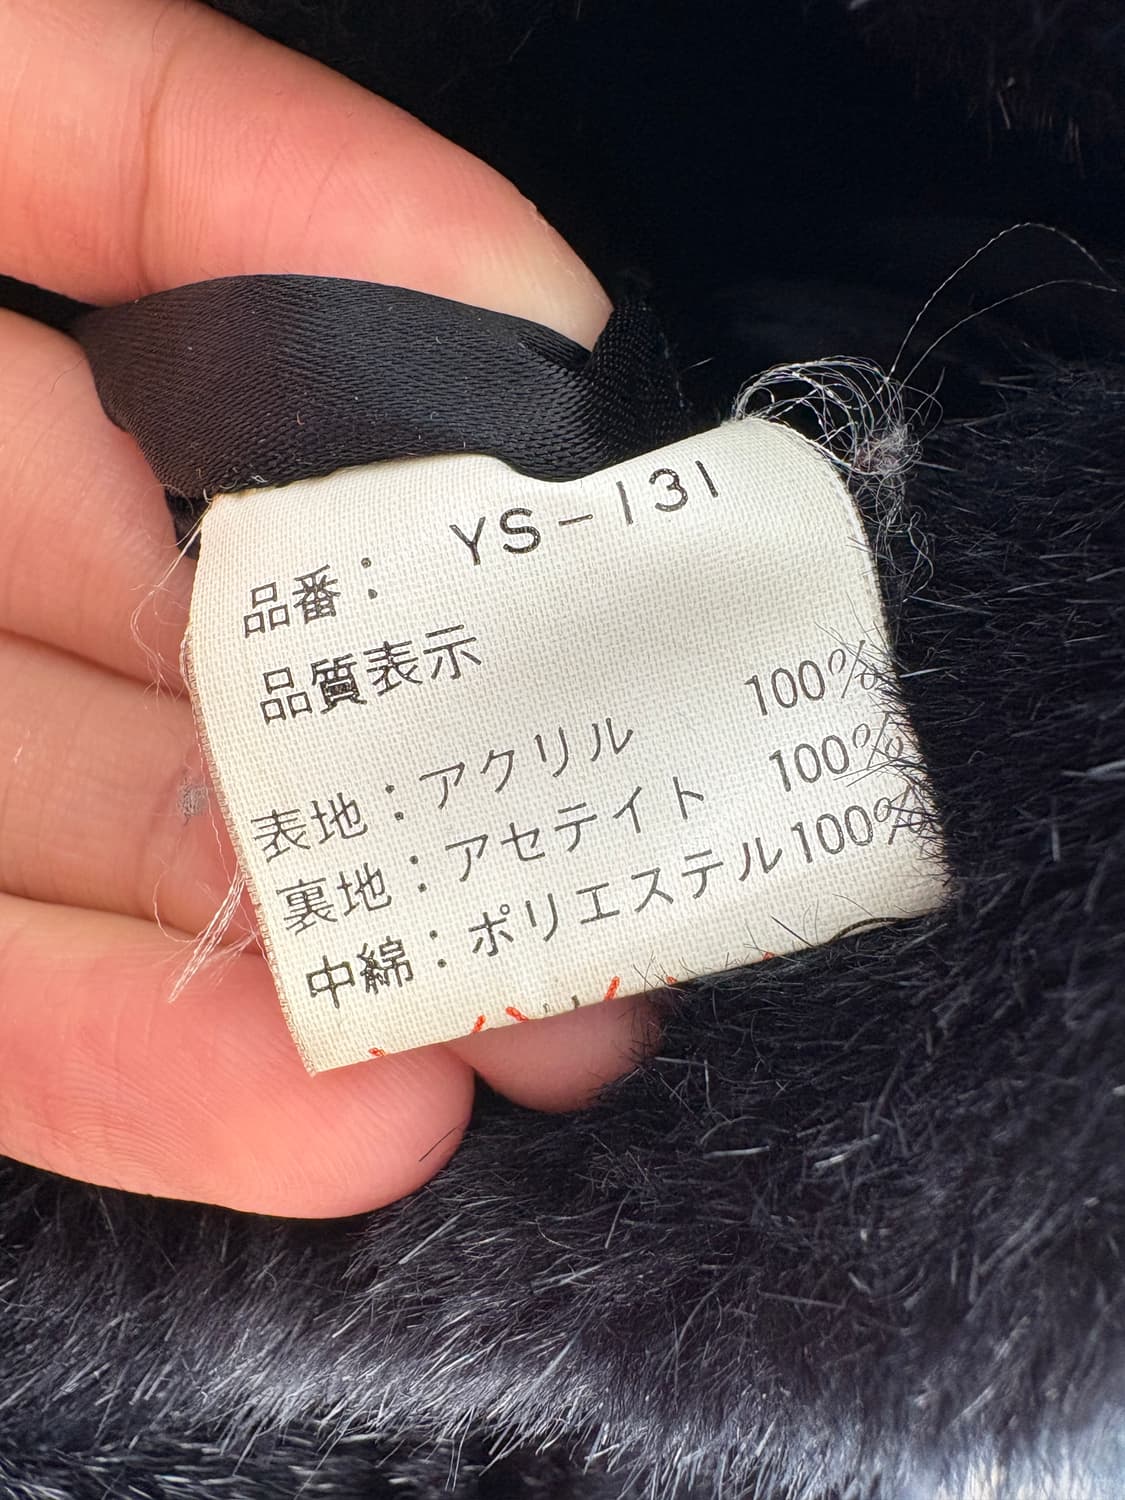 品番： YS-131
品質表示
表地：アクリル 100%
裏地：アセテイト 100%
中綿：ポリエステル100%